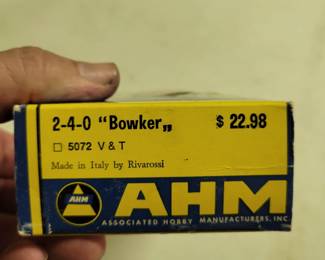 2-4-0 "Bowker„ $ 22.98
☐ 5072 V & T
Made in Italy by Rivarossi
AHM AHM
ASSOCIATED HOBBY MANUFACTURERS, INC